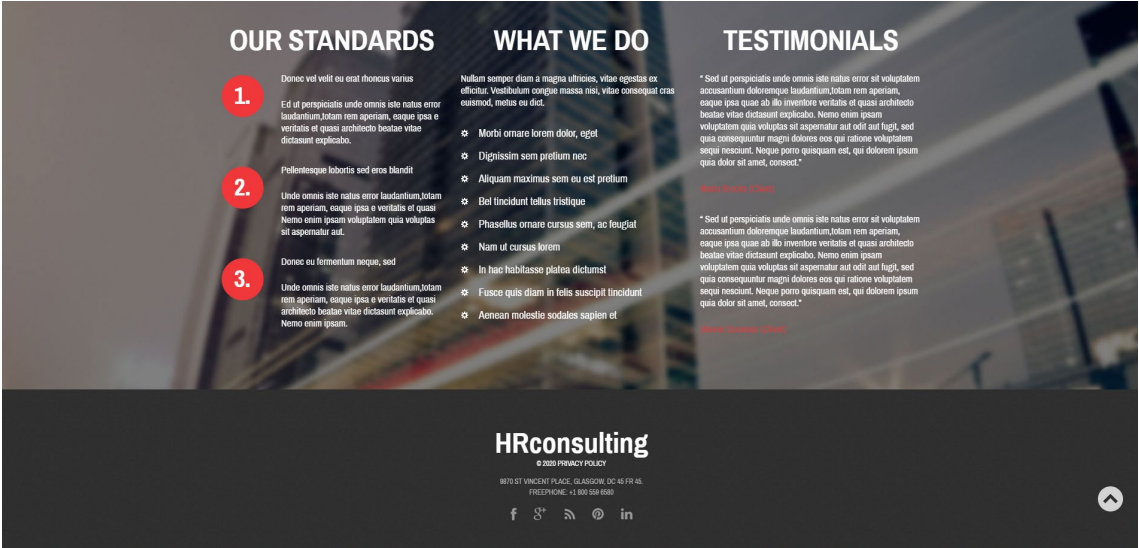 OUR STANDARDS
1.
Donec vel velit eu erat rhoncus varius
Ed ut perspiciatis unde omnis iste natus error
laudantium,totam rem aperiam, eaque ipsa e
veritatis et quasi architecto beatae vitae
dictasunt explicabo.
2.
Pellentesque lobortis sed eros blandit
Unde omnis iste natus error laudantium,totam
rem aperiam, eaque ipsa e veritatis et quasi
Nemo enim ipsam voluptatem quia voluptas
sit aspernatur aut.
3.
Donec eu fermentum neque, sed
Unde omnis iste natus error laudantium,totam
rem aperiam, eaque ipsa e veritatis et quasi
architecto beatae vitae dictasunt explicabo.
Nemo enim ipsam.
WHAT WE DO
Nullam semper diam a magna ultricies, vitae egestas ex
efficitur. Vestibulum congue massa nisi, vitae consequat cras
euismod, metus eu dict.
Morbi ornare lorem dolor, eget
Dignissim sem pretium nec
Aliquam maximus sem eu est pretium
Bel tincidunt tellus tristique
Phasellus ornare cursus sem, ac feugiat
Nam ut cursus lorem
In hac habitasse platea dictumst
Fusce quis diam in felis suscipit tincidunt
Aenean molestie sodales sapien et
TESTIMONIALS
“ Sed ut perspiciatis unde omnis iste natus error sit voluptatem
accusantium doloremque laudantium,totam rem aperiam,
eaque ipsa quae ab illo inventore veritatis et quasi architecto
beatae vitae dictasunt explicabo. Nemo enim ipsam
voluptatem quia voluptas sit aspernatur aut odit aut fugit, sed
quia consequuntur magni dolores eos qui ratione voluptatem
sequi nesciunt. Neque porro quisquam est, qui dolorem ipsum
quia dolor sit amet, consect.”
“ Sed ut perspiciatis unde omnis iste natus error sit voluptatem
accusantium doloremque laudantium,totam rem aperiam,
eaque ipsa quae ab illo inventore veritatis et quasi architecto
beatae vitae dictasunt explicabo. Nemo enim ipsam
voluptatem quia voluptas sit aspernatur aut odit aut fugit, sed
quia consequuntur magni dolores eos qui ratione voluptatem
sequi nesciunt. Neque porro quisquam est, qui dolorem ipsum
quia dolor sit amet, consect.”
HRconsulting
© 2020 PRIVACY POLICY
9870 ST VINCENT PLACE, GLASGOW, DC 45 FR 45.
FREEPHONE: +1 800 559 6580